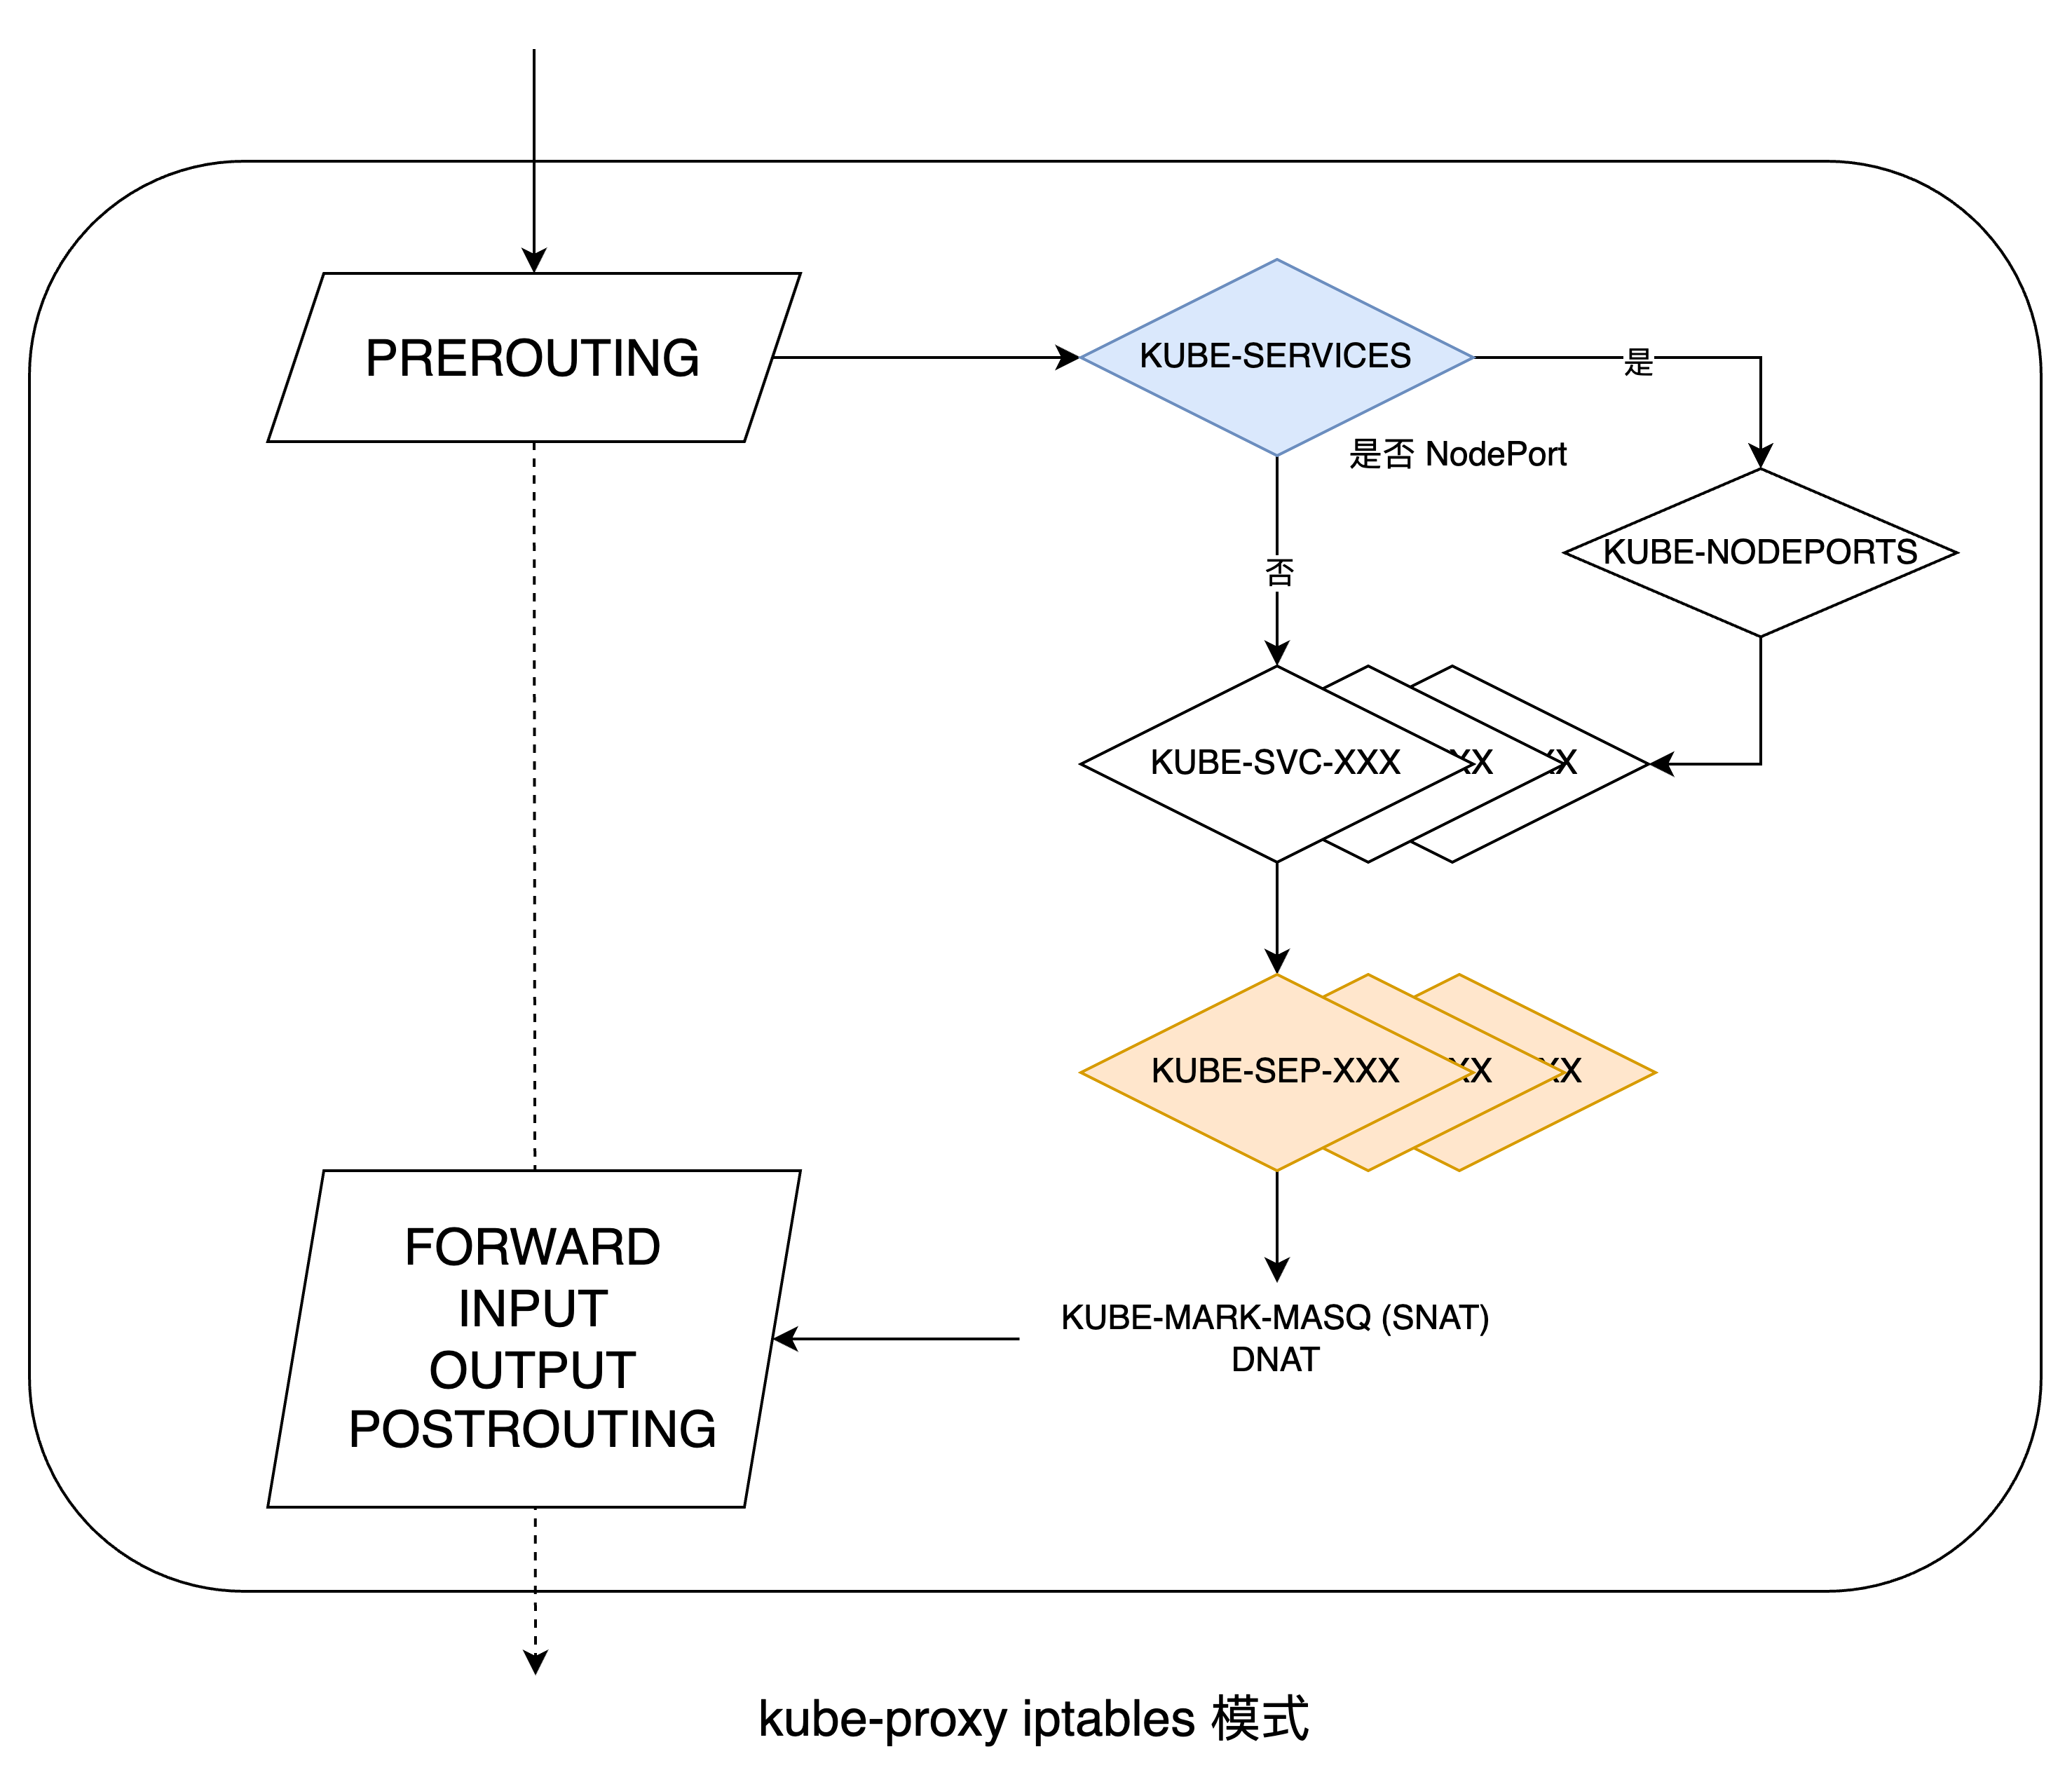 PREROUTING
KUBE-SERVICES
是
是否 NodePort
KUBE-NODEPORTS
否
KUBE-SVC-XXX
XX
XX
KUBE-SEP-XXX
XX
XX
FORWARD
INPUT
OUTPUT
POSTROUTING
KUBE-MARK-MASQ (SNAT)
DNAT
kube-proxy iptables 模式